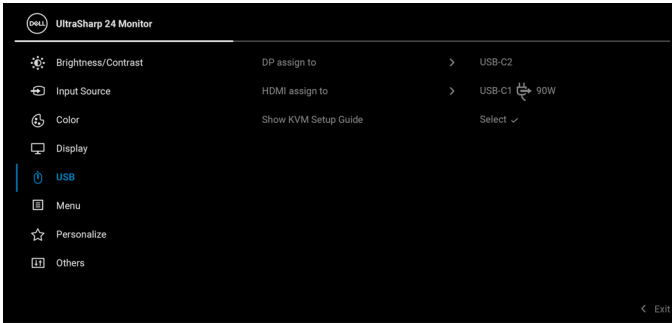 DELL UltraSharp 24 Monitor
Brightness/Contrast DP assign to > USB-C2
Input Source HDMI assign to > USB-C1 90W
Color Show KVM Setup Guide Select ✓
Display
USB
Menu
Personalize
Others
< Exit